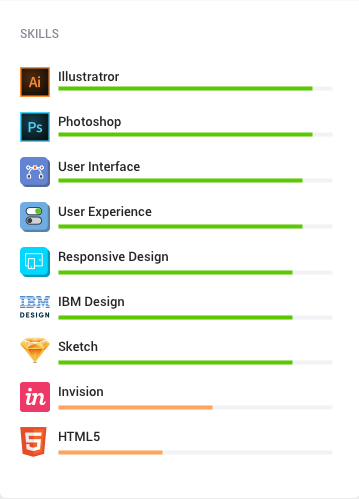 SKILLS
Ai
Illustratror
Ps
Photoshop
User Interface
User Experience
Responsive Design
IBM
DESIGN
IBM Design
Sketch
in
Invision
5
HTML5